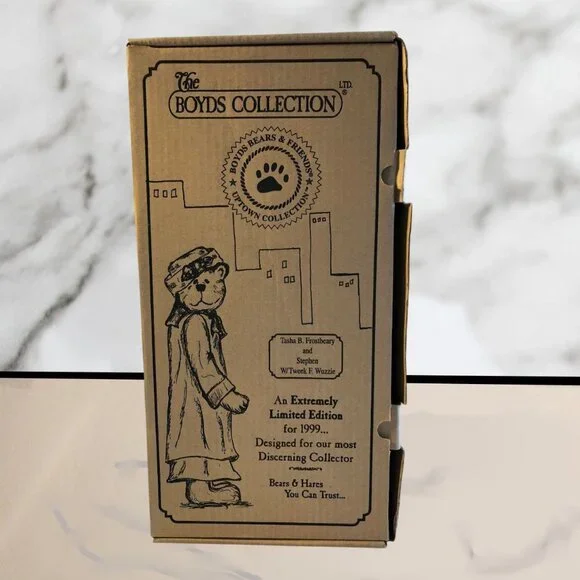 The
BOYDS COLLECTION
LTD.
®
BOYDS BEARS & FRIENDS®
★ UPTOWN COLLECTION ★
Tasha B. Frostbeary
and
Stephen
W/Twonk F. Wuzzie
An Extremely
Limited Edition
for 1999...
Designed for our most
Discerning Collector
Bears & Hares
You Can Trust...